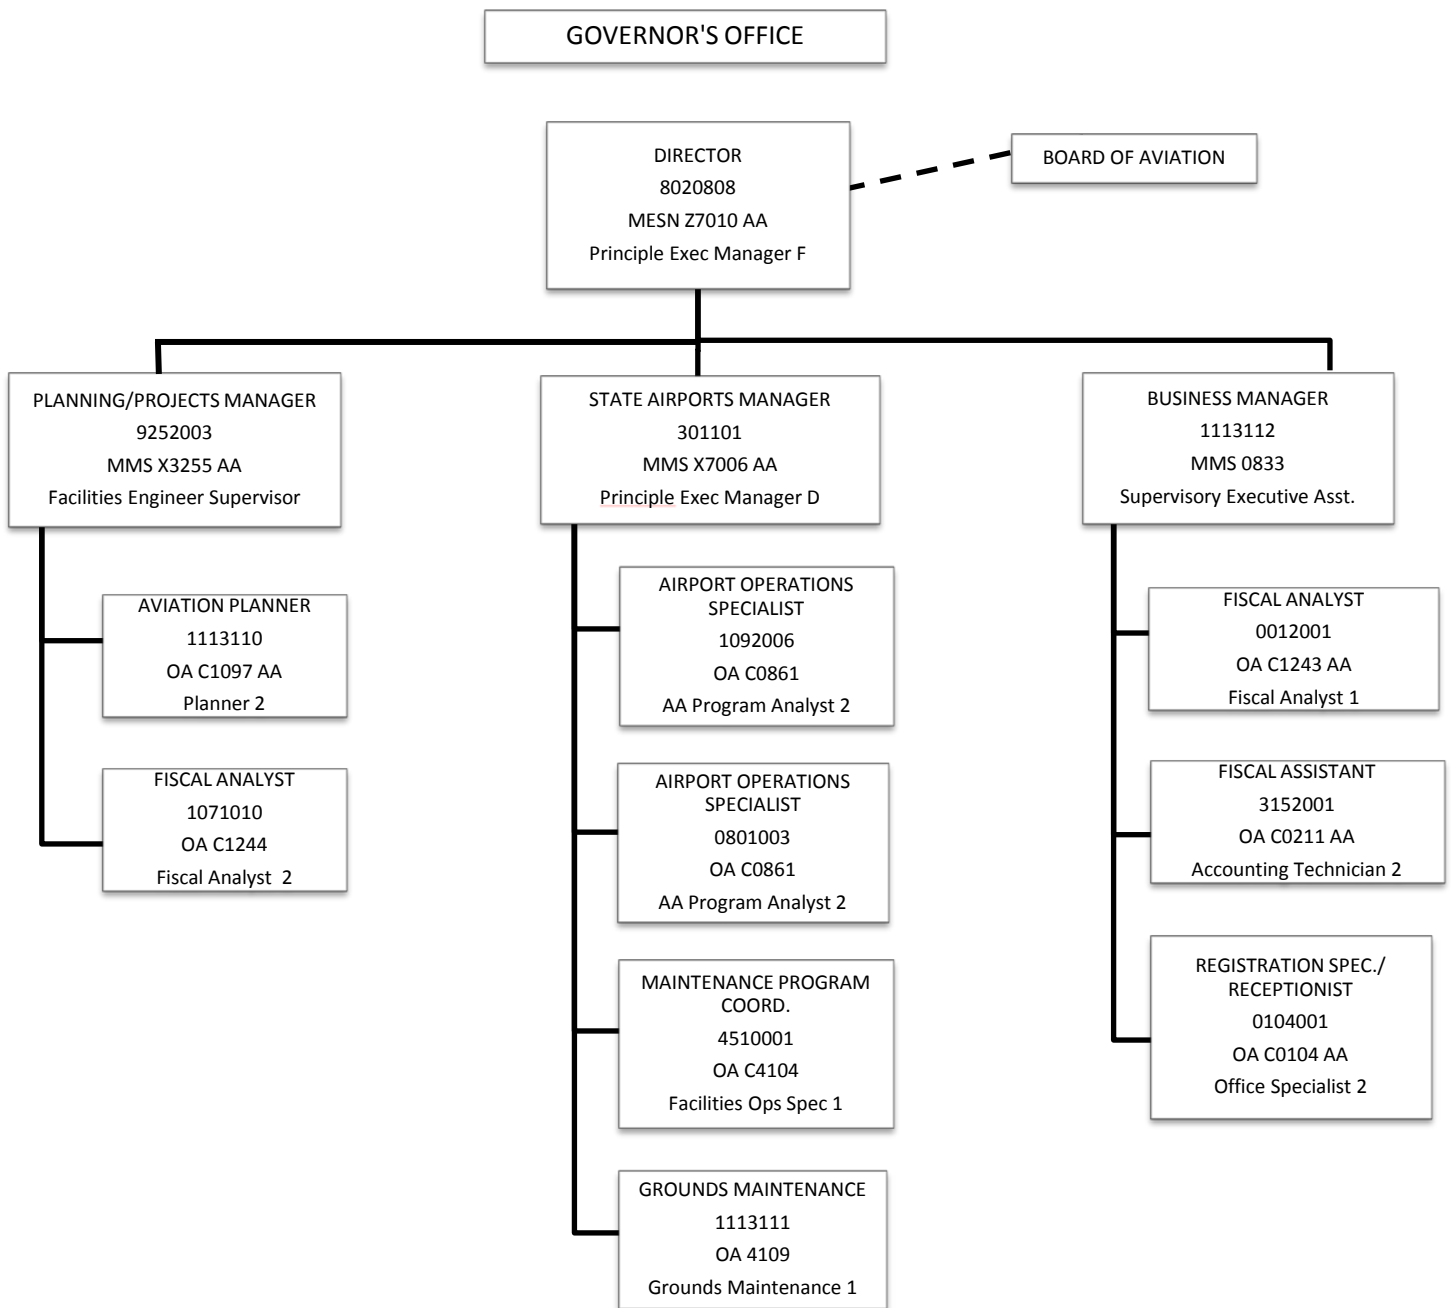 GOVERNOR'S OFFICE
DIRECTOR
8020808
MESN Z7010 AA
Principle Exec Manager F
BOARD OF AVIATION
PLANNING/PROJECTS MANAGER
9252003
MMS X3255 AA
Facilities Engineer Supervisor
AVIATION PLANNER
1113110
OA C1097 AA
Planner 2
FISCAL ANALYST
1071010
OA C1244
Fiscal Analyst 2
STATE AIRPORTS MANAGER
301101
MMS X7006 AA
Principle Exec Manager D
AIRPORT OPERATIONS
SPECIALIST
1092006
OA C0861
AA Program Analyst 2
AIRPORT OPERATIONS
SPECIALIST
0801003
OA C0861
AA Program Analyst 2
MAINTENANCE PROGRAM
COORD.
4510001
OA C4104
Facilities Ops Spec 1
GROUNDS MAINTENANCE
1113111
OA 4109
Grounds Maintenance 1
BUSINESS MANAGER
1113112
MMS 0833
Supervisory Executive Asst.
FISCAL ANALYST
0012001
OA C1243 AA
Fiscal Analyst 1
FISCAL ASSISTANT
3152001
OA C0211 AA
Accounting Technician 2
REGISTRATION SPEC./
RECEPTIONIST
0104001
OA C0104 AA
Office Specialist 2